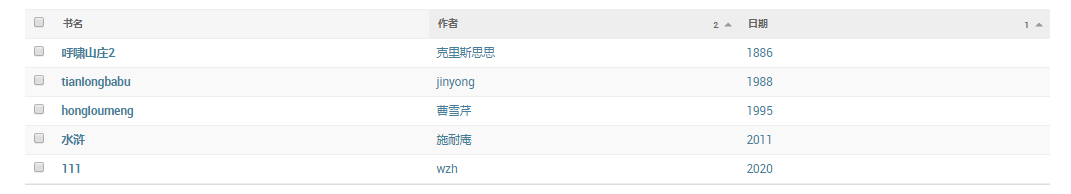 书名 作者 2 日期 1
呼啸山庄2 克里斯思思 1886
tianlongbabu jinyong 1988
hongloumeng 曹雪芹 1995
水浒 施耐庵 2011
111 wzh 2020